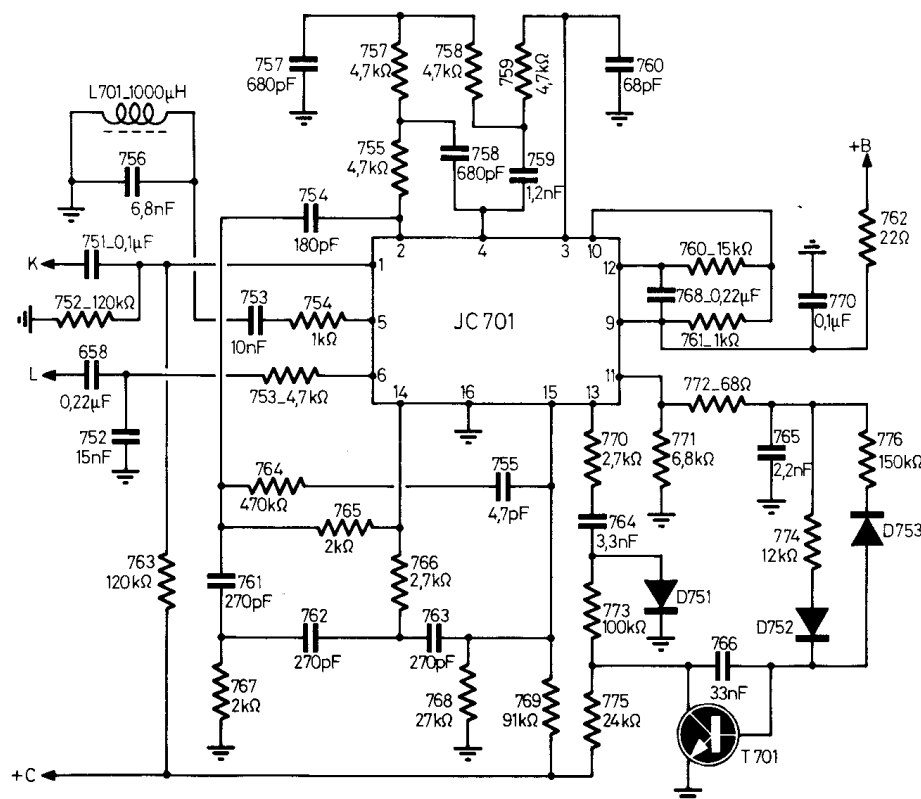 757
680pF
757
4,7kΩ
758
4,7kΩ
759
4,7kΩ
760
68pF
L701_1000µH
756
6,8nF
755
4,7kΩ
758
680pF
759
1,2nF
+B
762
22Ω
754
180pF
751_0,1µF
K
752_120kΩ
2
4
3
10
1
12
760_15kΩ
768_0,22µF
770
0,1µF
753
10nF
754
1kΩ
5
JC 701
9
761_1kΩ
L
658
0,22µF
753_4,7kΩ
6
11
14
16
15
13
772_68Ω
752
15nF
770
2,7kΩ
771
6,8kΩ
765
2,2nF
776
150kΩ
764
470kΩ
755
4,7pF
764
3,3nF
765
2kΩ
774
12kΩ
D753
763
120kΩ
761
270pF
766
2,7kΩ
D751
773
100kΩ
D752
762
270pF
763
270pF
766
33nF
767
2kΩ
768
27kΩ
769
91kΩ
775
24kΩ
T 701
+C